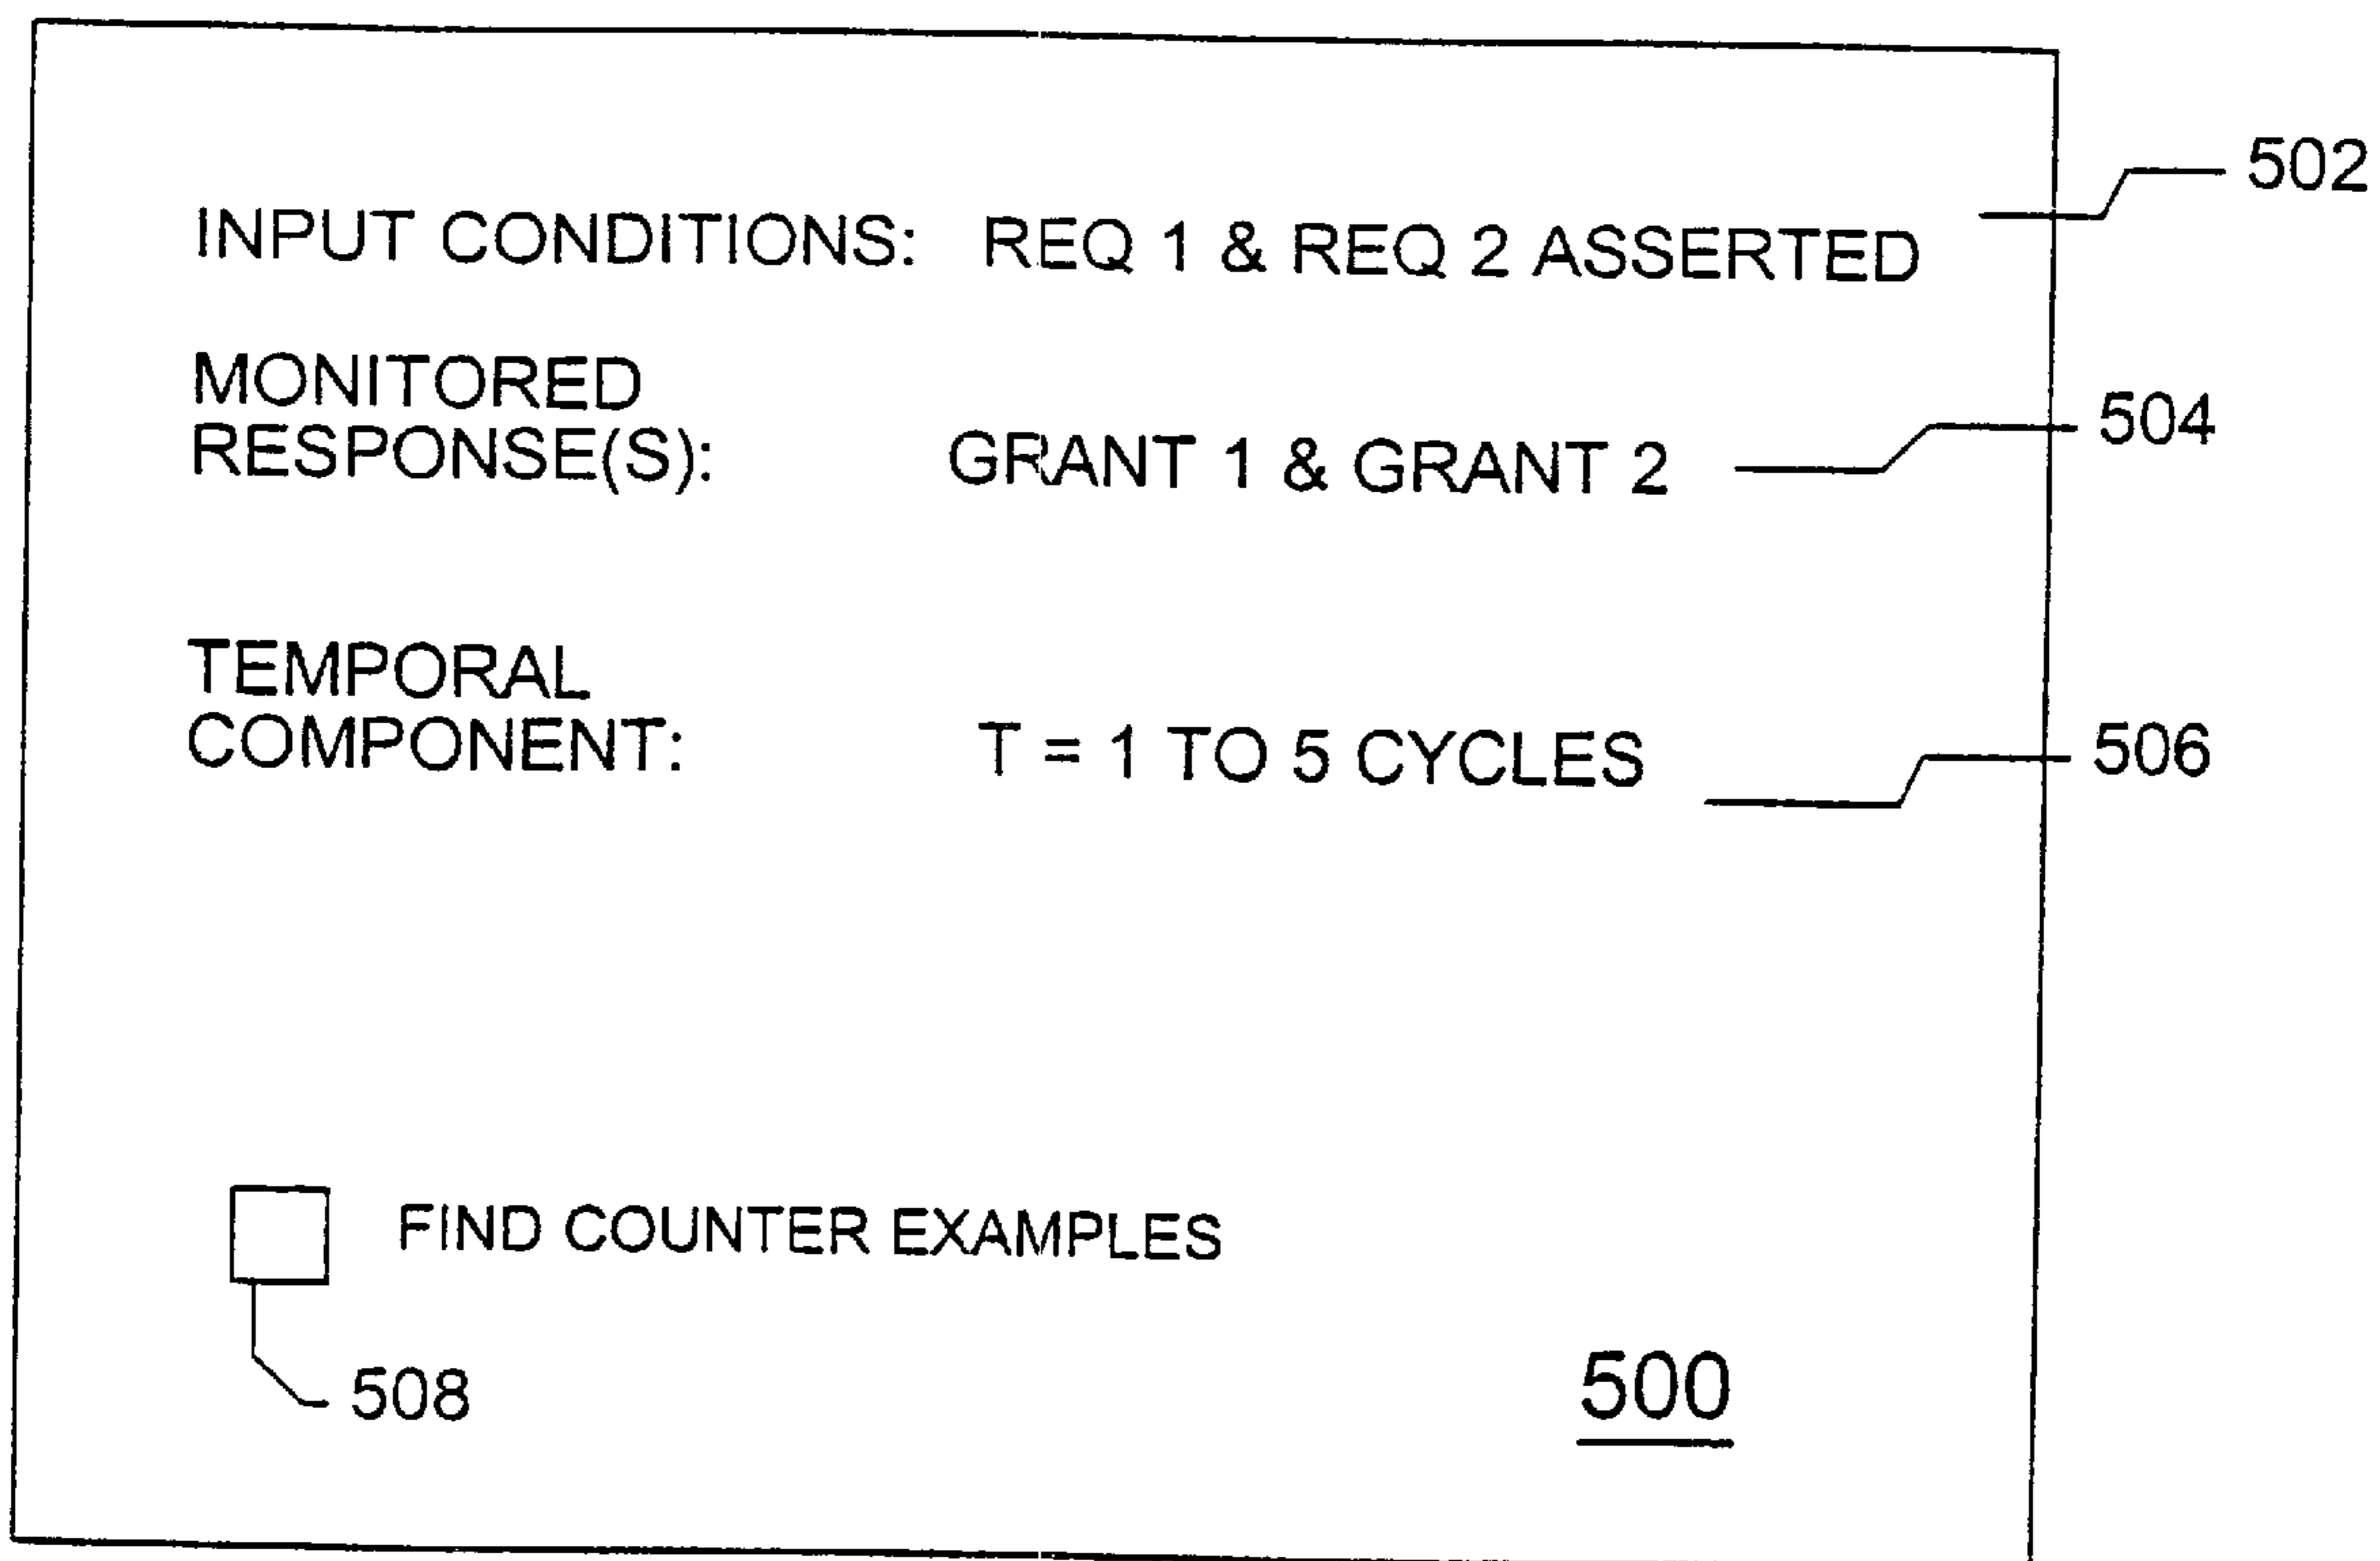 502
INPUT CONDITIONS: REQ 1 & REQ 2 ASSERTED
MONITORED
RESPONSE(S): GRANT 1 & GRANT 2
504
TEMPORAL
COMPONENT: T = 1 TO 5 CYCLES
506
FIND COUNTER EXAMPLES
508
500